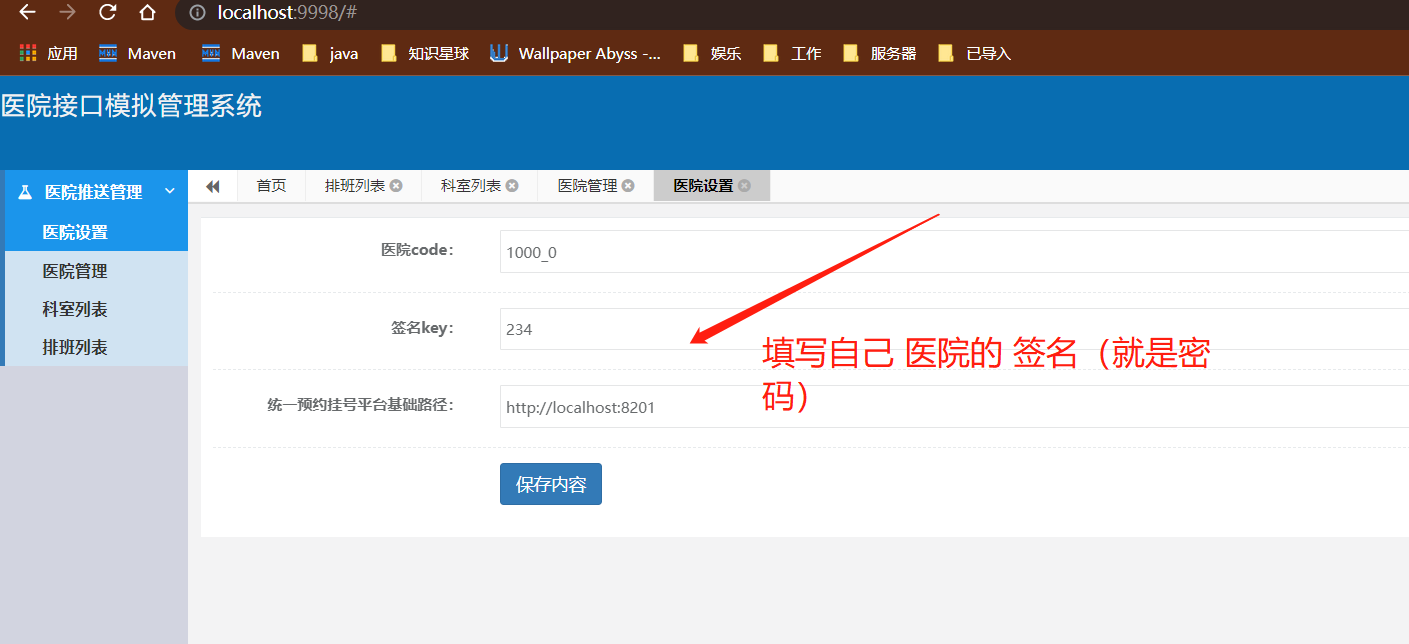 localhost:9998/#
应用 Maven Maven java 知识星球 Wallpaper Abyss -... 娱乐 工作 服务器 已导入
医院接口模拟管理系统
医院推送管理 首页 排班列表 科室列表 医院管理 医院设置
医院设置
医院管理
科室列表
排班列表
医院code： 1000_0
签名key： 234
填写自己 医院的 签名（就是密
码）
统一预约挂号平台基础路径： http://localhost:8201
保存内容